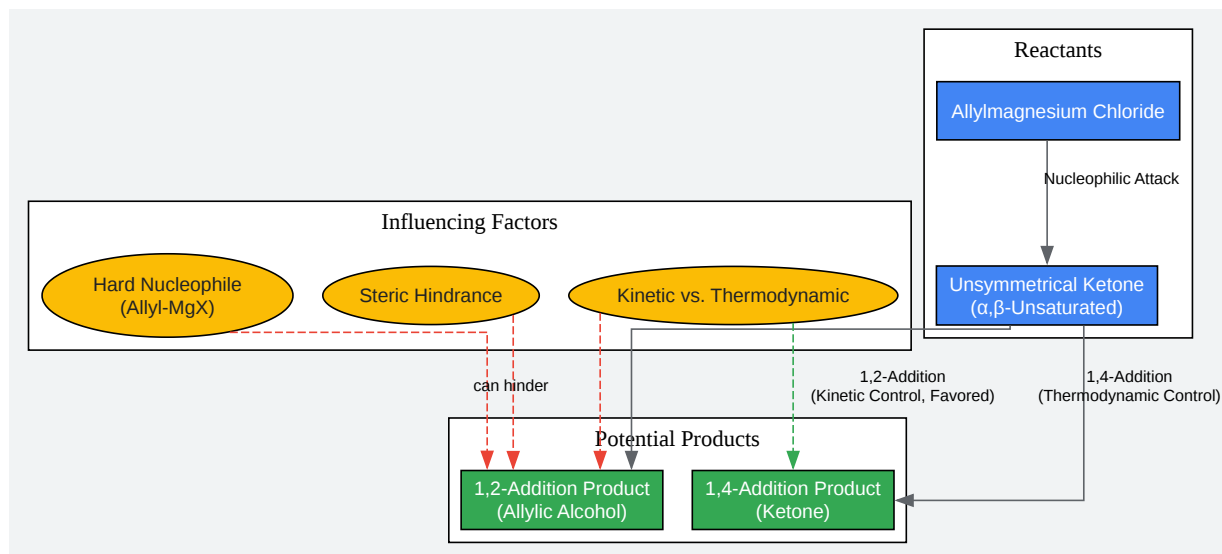 Reactants
Allylmagnesium Chloride
Nucleophilic Attack
Influencing Factors
Hard Nucleophile
(Allyl-MgX)
Steric Hindrance
Kinetic vs. Thermodynamic
Unsymmetrical Ketone
(α,β-Unsaturated)
can hinder
1,2-Addition
(Kinetic Control, Favored)
1,4-Addition
(Thermodynamic Control)
Potential Products
1,2-Addition Product
(Allylic Alcohol)
1,4-Addition Product
(Ketone)